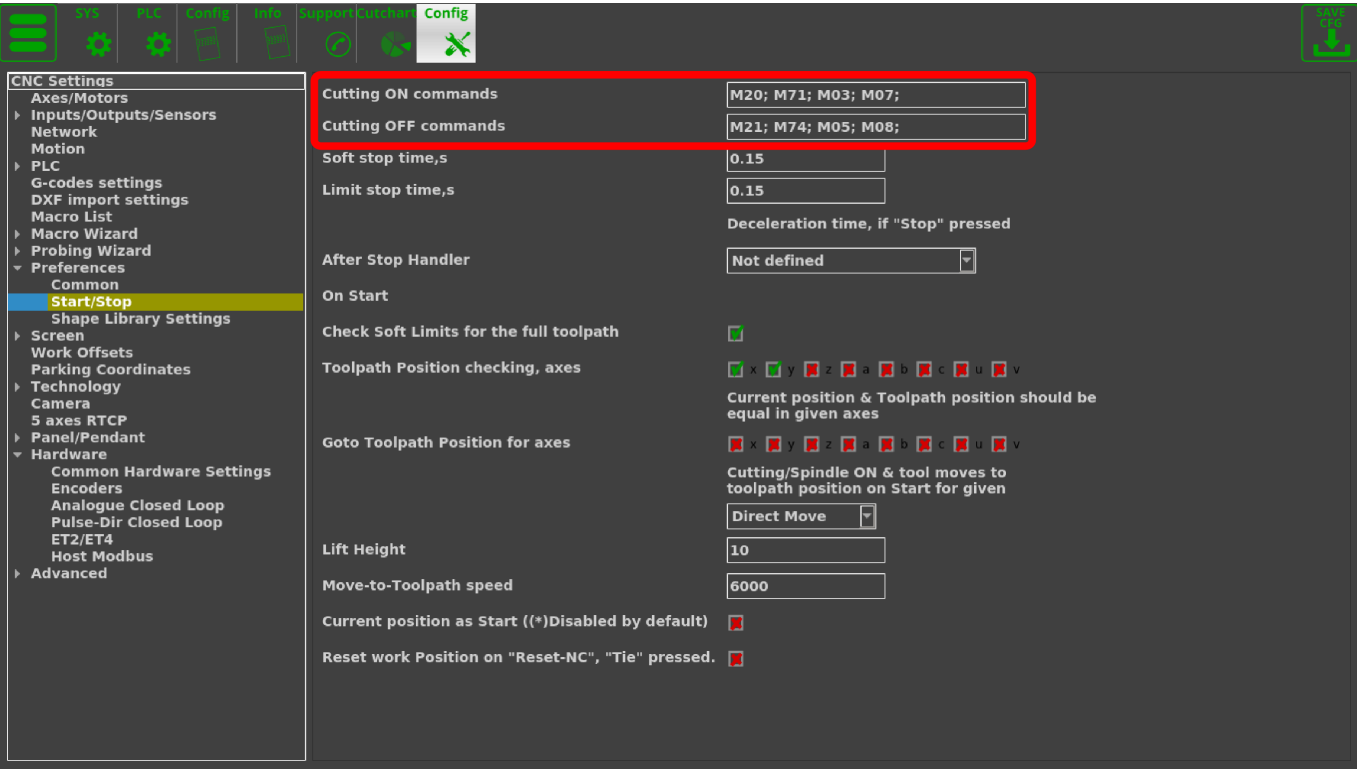 SYS PLC Config Info Support Cutchart Config SAVE
CFG
CNC Settings
Axes/Motors
Inputs/Outputs/Sensors
Network
Motion
PLC
G-codes settings
DXF import settings
Macro List
Macro Wizard
Probing Wizard
Preferences
Common
Start/Stop
Shape Library Settings
Screen
Work Offsets
Parking Coordinates
Technology
Camera
5 axes RTCP
Panel/Pendant
Hardware
Common Hardware Settings
Encoders
Analogue Closed Loop
Pulse-Dir Closed Loop
ET2/ET4
Host Modbus
Advanced
Cutting ON commands M20; M71; M03; M07;
Cutting OFF commands M21; M74; M05; M08;
Soft stop time,s 0.15
Limit stop time,s 0.15
Deceleration time, if "Stop" pressed
After Stop Handler Not defined
On Start
Check Soft Limits for the full toolpath
Toolpath Position checking, axes x y z a b c u v
Current position & Toolpath position should be
equal in given axes
Goto Toolpath Position for axes x y z a b c u v
Cutting/Spindle ON & tool moves to
toolpath position on Start for given
Direct Move
Lift Height 10
Move-to-Toolpath speed 6000
Current position as Start ((*)Disabled by default)
Reset work Position on "Reset-NC", "Tie" pressed.